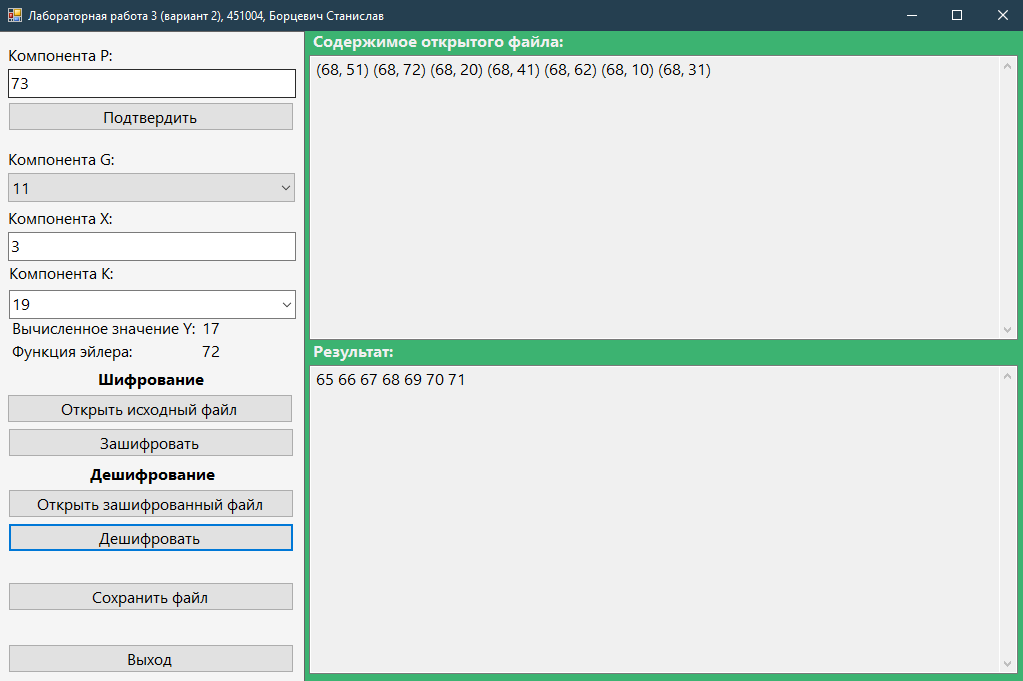 Лабораторная работа 3 (вариант 2), 451004, Борцевич Станислав
Компонента P:
73
Подтвердить
Компонента G:
11
Компонента X:
3
Компонента К:
19
Вычисленное значение Y: 17
Функция эйлера: 72
Шифрование
Открыть исходный файл
Зашифровать
Дешифрование
Открыть зашифрованный файл
Дешифровать
Сохранить файл
Выход
Содержимое открытого файла:
(68, 51) (68, 72) (68, 20) (68, 41) (68, 62) (68, 10) (68, 31)
Результат:
65 66 67 68 69 70 71